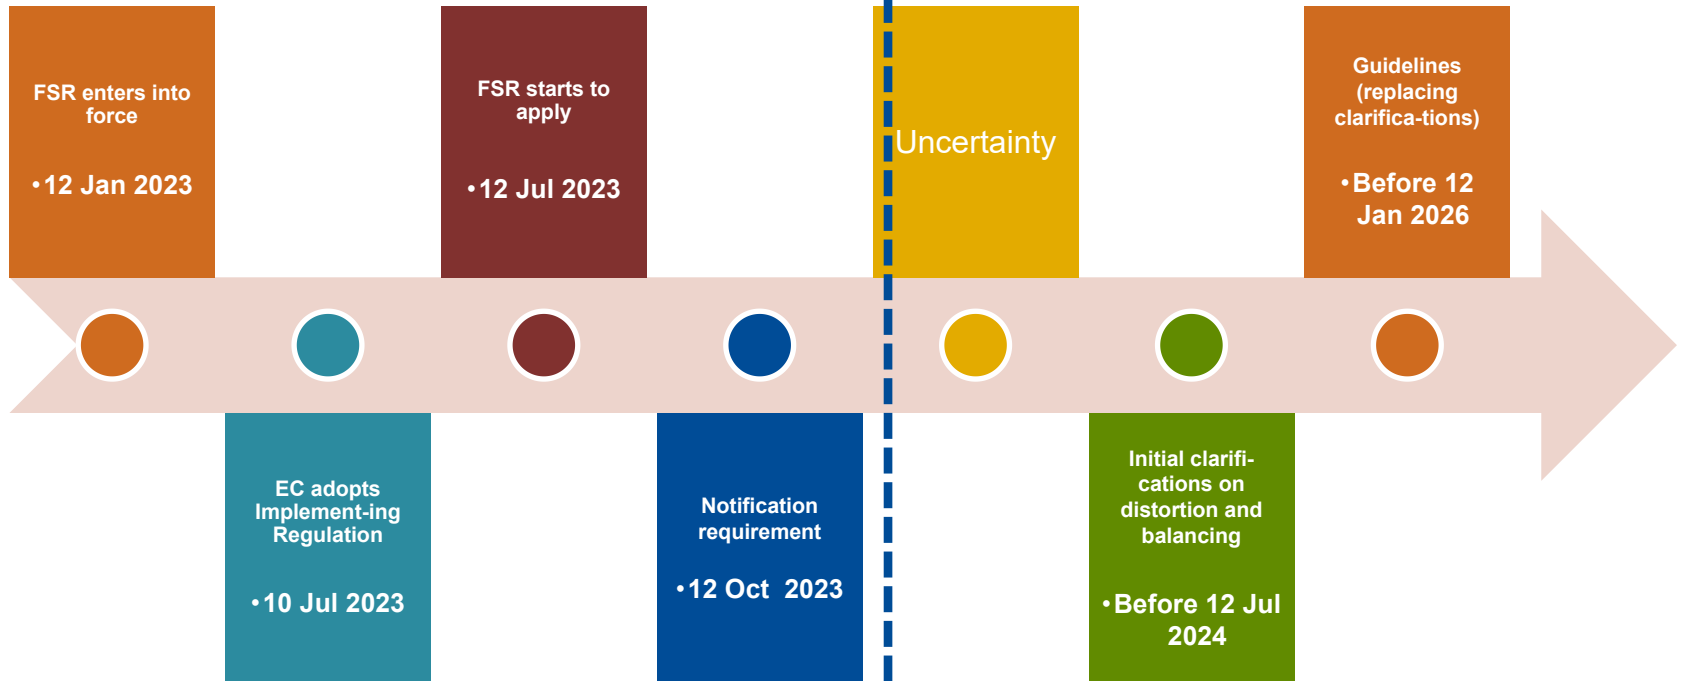 FSR enters into
force
•12 Jan 2023
EC adopts
Implement-ing
Regulation
•10 Jul 2023
FSR starts to
apply
•12 Jul 2023
Notification
requirement
•12 Oct  2023
Uncertainty
Initial clarifi-
cations on
distortion and
balancing
•Before 12 Jul
2024
Guidelines
(replacing
clarifica-tions)
•Before 12
Jan 2026